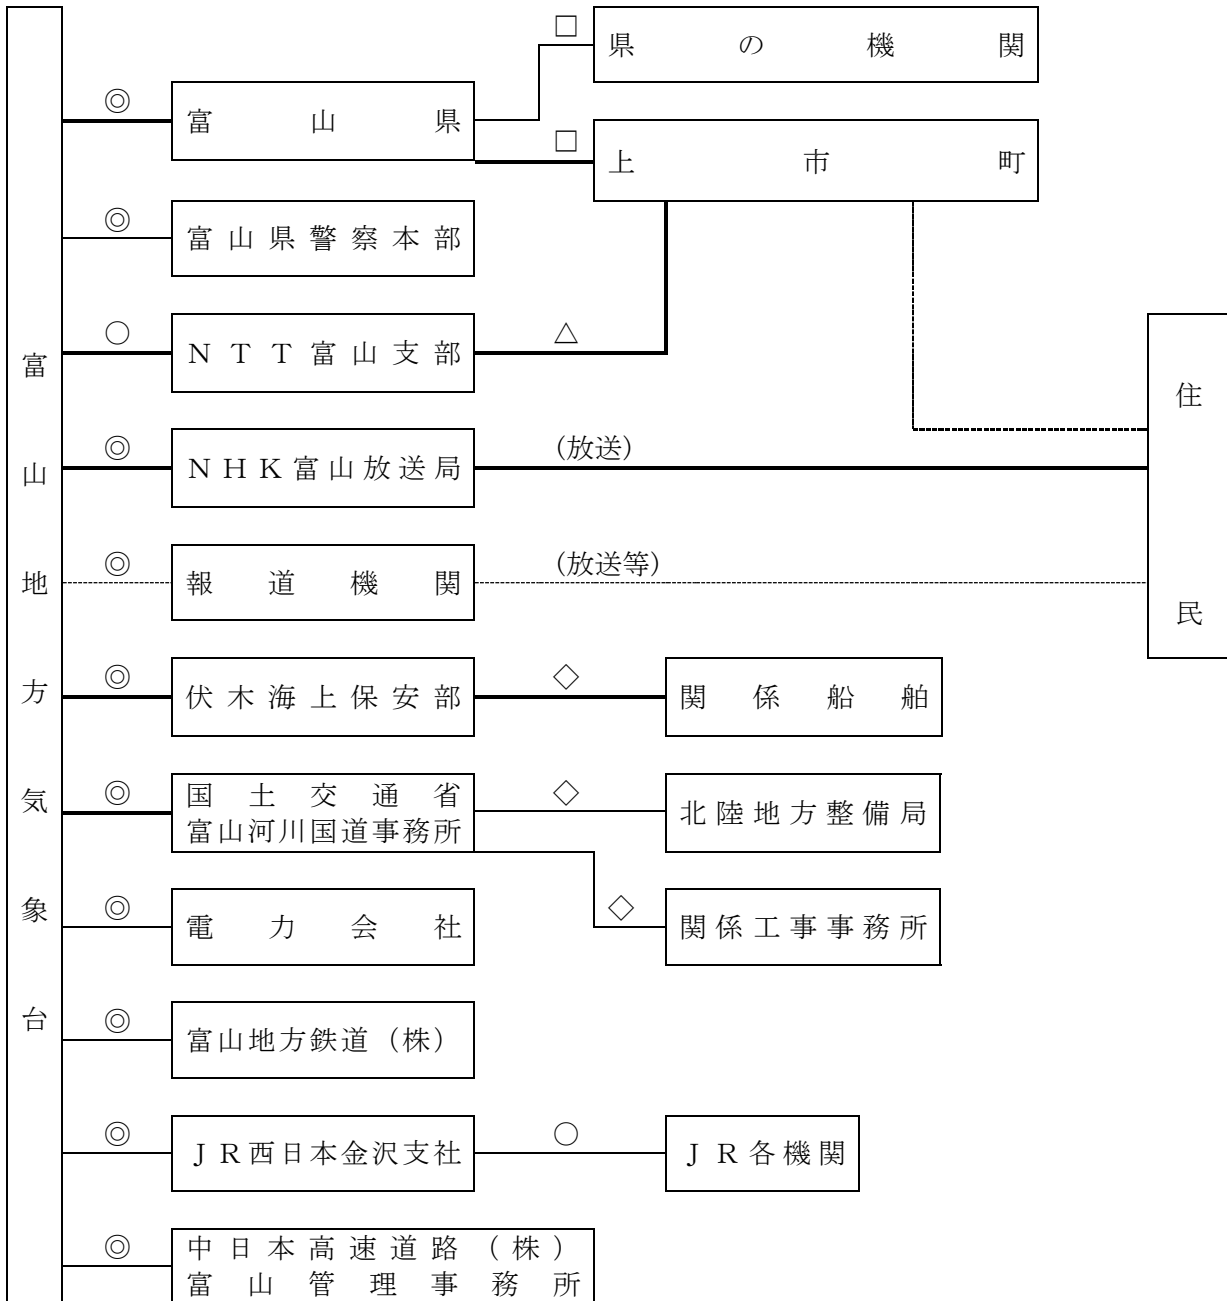 富山地方気象台
□
県の機関
◎
富山県
□
上市町
◎
富山県警察本部
○
NTT富山支部
△
◎
NHK富山放送局
(放送)
住民
◎
報道機関
(放送等)
◎
伏木海上保安部
◇
関係船舶
◎
国土交通省
富山河川国道事務所
◇
北陸地方整備局
◎
電力会社
◇
関係工事事務所
◎
富山地方鉄道(株)
◎
JR西日本金沢支社
○
JR各機関
◎
中日本高速道路(株)
富山管理事務所